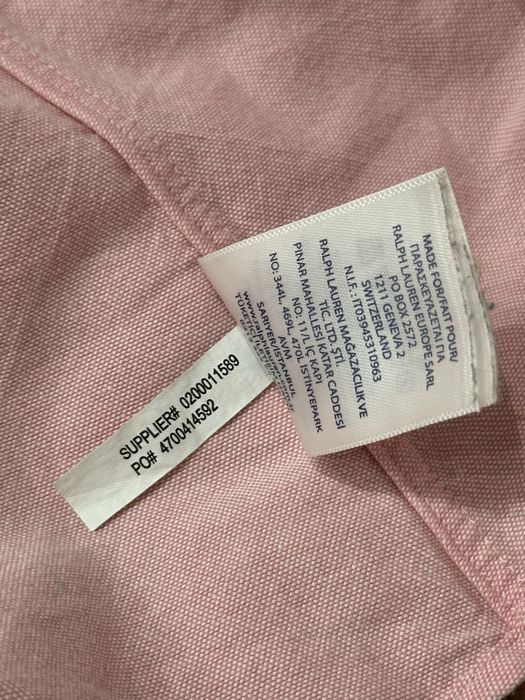 MADE FOR/FAIT POUR/
ΠΑΡΑΣΚΕΥΑΖΕΤΑΙ ΓΙΑ
RALPH LAUREN EUROPE SARL
PO BOX 2572
1211 GENEVA 2
SWITZERLAND
N.I.F.: IT03945310963
RALPH LAUREN MAĞAZACILIK VE
TİC. LTD. ŞTİ.
PINAR MAHALLESİ KATAR CADDESİ
NO: 11/L İÇ KAPI
NO: 344L, 469L, 470L İSTİNYEPARK
AVM
SARIYER/İSTANBUL
SUPPLIER# 0200011589
PO# 4700414592